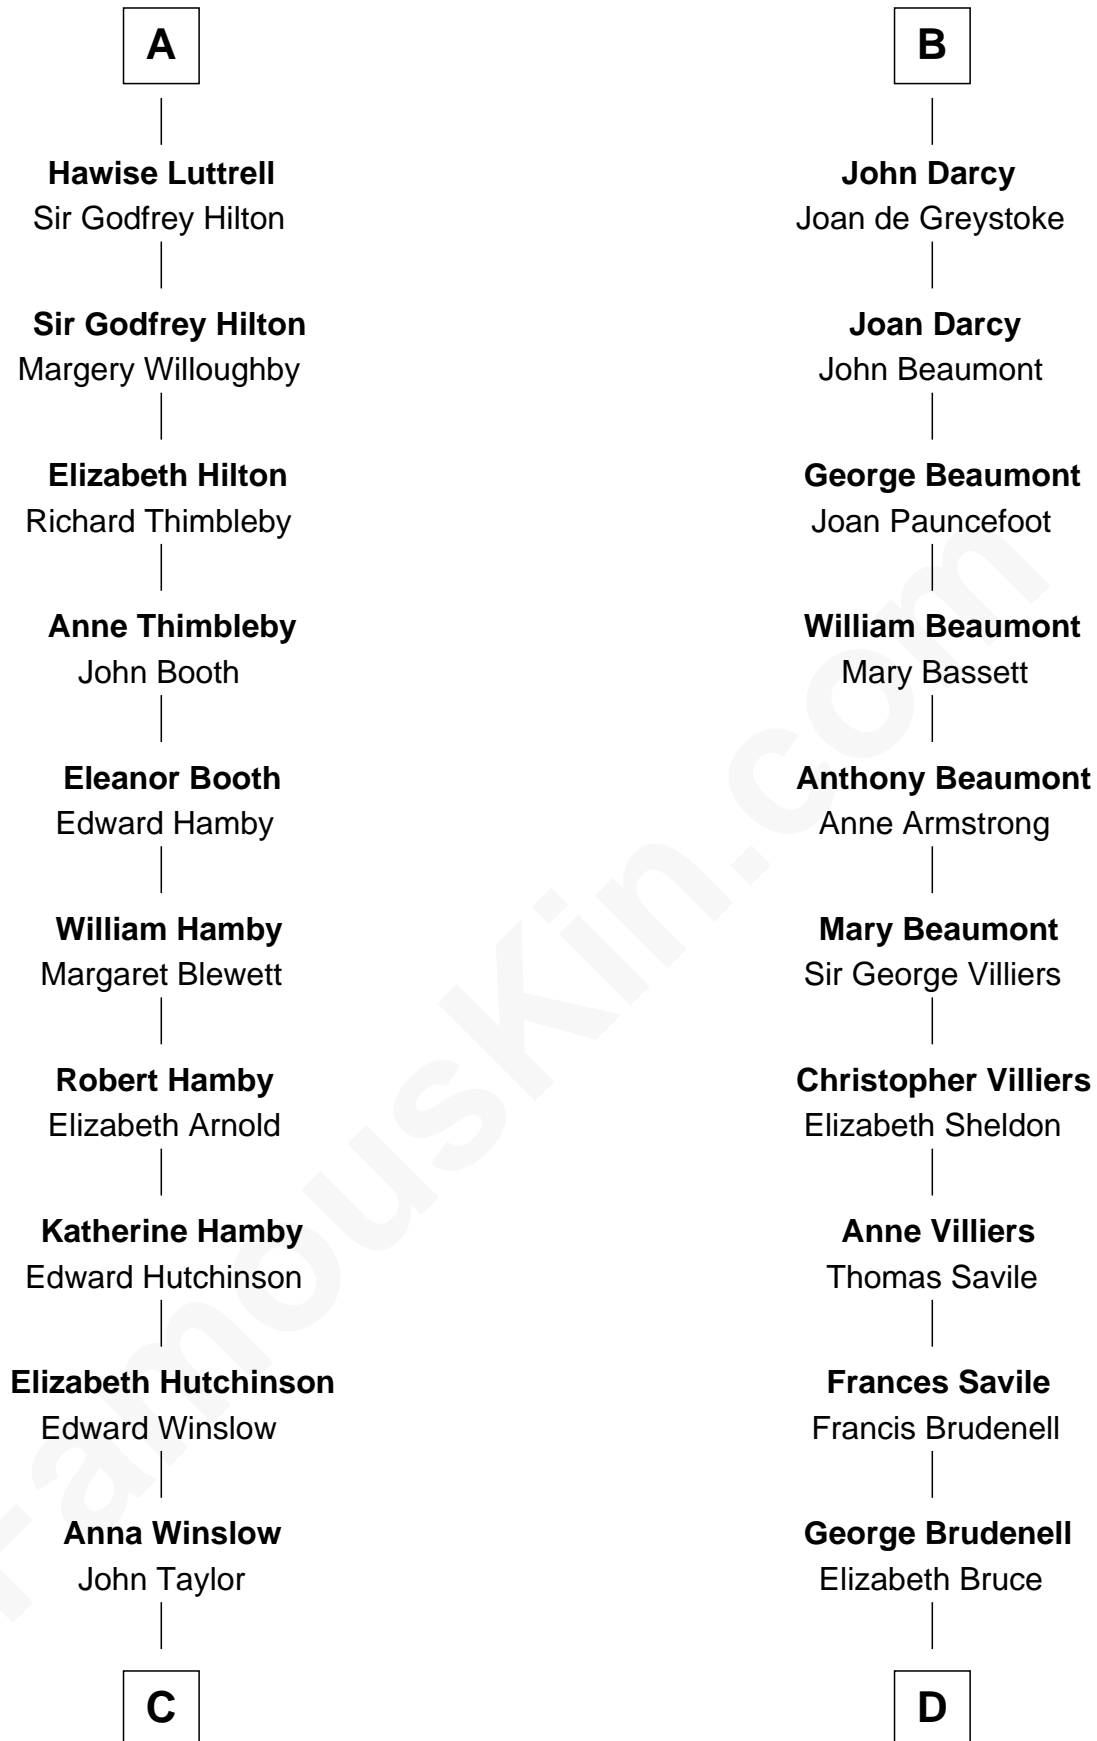 A
Hawise Luttrell
Sir Godfrey Hilton
Sir Godfrey Hilton
Margery Willoughby
Elizabeth Hilton
Richard Thimbleby
Anne Thimbleby
John Booth
Eleanor Booth
Edward Hamby
William Hamby
Margaret Blewett
Robert Hamby
Elizabeth Arnold
Katherine Hamby
Edward Hutchinson
Elizabeth Hutchinson
Edward Winslow
Anna Winslow
John Taylor
C
B
John Darcy
Joan de Greystoke
Joan Darcy
John Beaumont
George Beaumont
Joan Pauncefoot
William Beaumont
Mary Bassett
Anthony Beaumont
Anne Armstrong
Mary Beaumont
Sir George Villiers
Christopher Villiers
Elizabeth Sheldon
Anne Villiers
Thomas Savile
Frances Savile
Francis Brudenell
George Brudenell
Elizabeth Bruce
D
FamousKin.com